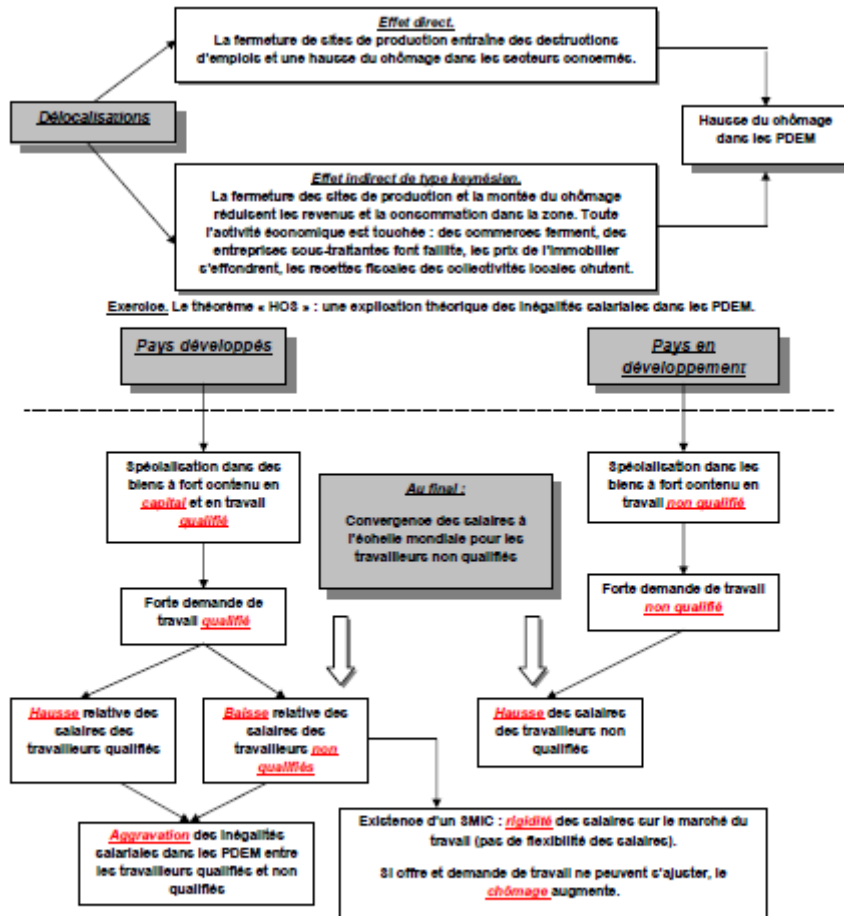 Effet direct.
La fermeture de sites de production entraîne des destructions
d'emplois et une hausse du chômage dans les secteurs concernés.
Délocalisations
Hausse du chômage
dans les PDEM
Effet indirect de type keynésien.
La fermeture des sites de production et la montée du chômage
réduisent les revenus et la consommation dans la zone. Toute
l'activité économique est touchée : des commerces ferment, des
entreprises sous-traitantes font faillite, les prix de l'immobilier
s'effondrent, les recettes fiscales des collectivités locales chutent.
Exercice. Le théorème « HOS » : une explication théorique des inégalités salariales dans les PDEM.
Pays développés
Pays en
développement
Spécialisation dans des
biens à fort contenu en
capital et en travail
qualifié
Au final :
Convergence des salaires à
l'échelle mondiale pour les
travailleurs non qualifiés
Spécialisation dans les
biens à fort contenu en
travail non qualifié
Forte demande de
travail qualifié
Forte demande de travail
non qualifié
Hausse relative des
salaires des
travailleurs qualifiés
Baisse relative des
salaires des
travailleurs non
qualifiés
Hausse des salaires
des travailleurs non
qualifiés
Aggravation des inégalités
salariales dans les PDEM entre
les travailleurs qualifiés et non
qualifiés
Existence d'un SMIC : rigidité des salaires sur le marché du
travail (pas de flexibilité des salaires).
Si offre et demande de travail ne peuvent s'ajuster, le
chômage augmente.